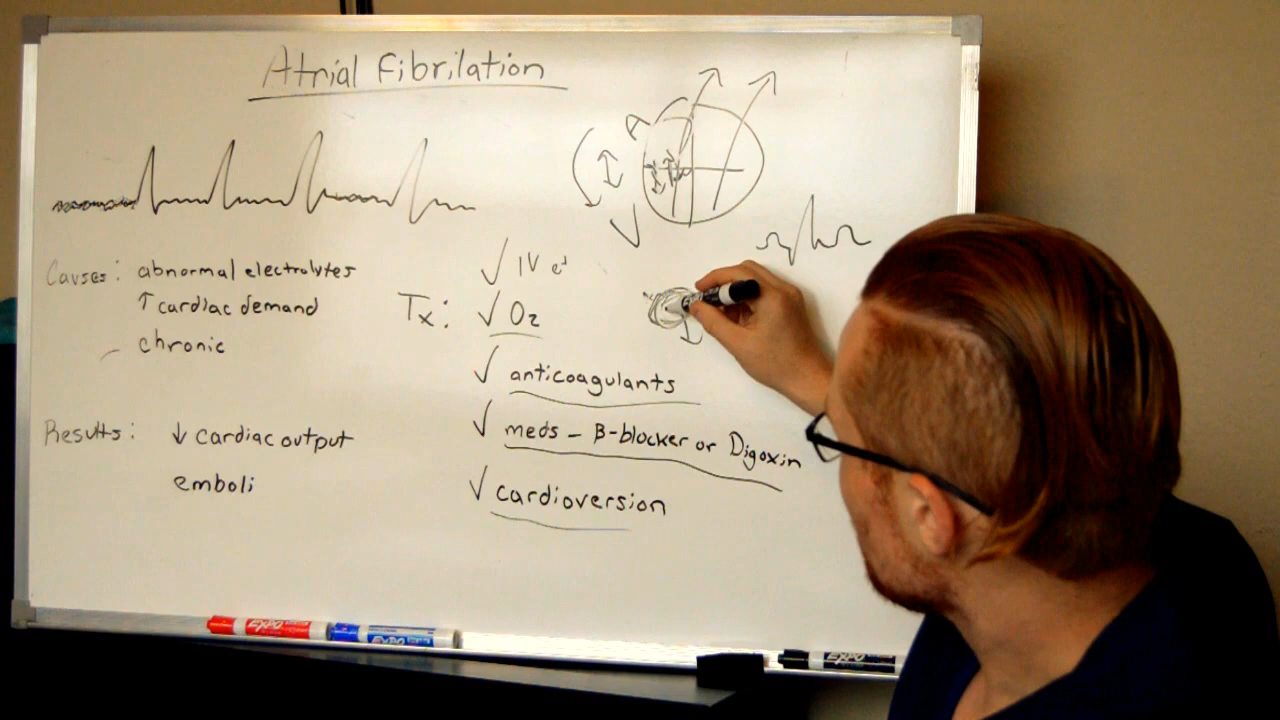 Atrial Fibrilation
A
V
Causes: abnormal electrolytes
↑ cardiac demand
chronic
Results: ↓ cardiac output
emboli
Tx: ✓ IV
✓ O₂
✓ anticoagulants
✓ meds - B-blocker or Digoxin
✓ cardioversion
EXPO
EXPO
EXPO